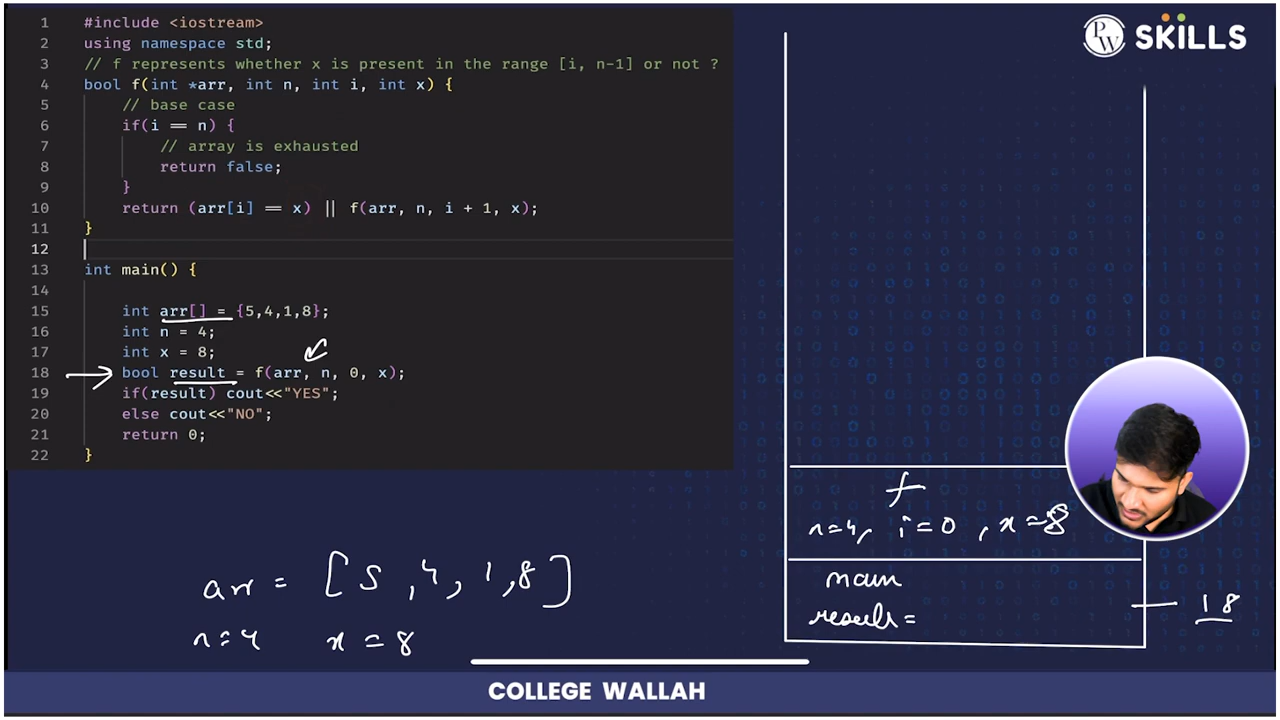 1 #include <iostream>
2 using namespace std;
3 // f represents whether x is present in the range [i, n-1] or not ?
4 bool f(int *arr, int n, int i, int x) {
5 // base case
6 if(i == n) {
7 // array is exhausted
8 return false;
9 }
10 return (arr[i] == x) || f(arr, n, i + 1, x);
11 }
12
13 int main() {
14
15 int arr[] = {5,4,1,8};
16 int n = 4;
17 int x = 8;
18 bool result = f(arr, n, 0, x);
19 if(result) cout<<"YES";
20 else cout<<"NO";
21 return 0;
22 }
PW SKILLS
f
n=4, i=0, x=8
main
result=
18
arr = [5,4,1,8]
n=4 x=8
COLLEGE WALLAH